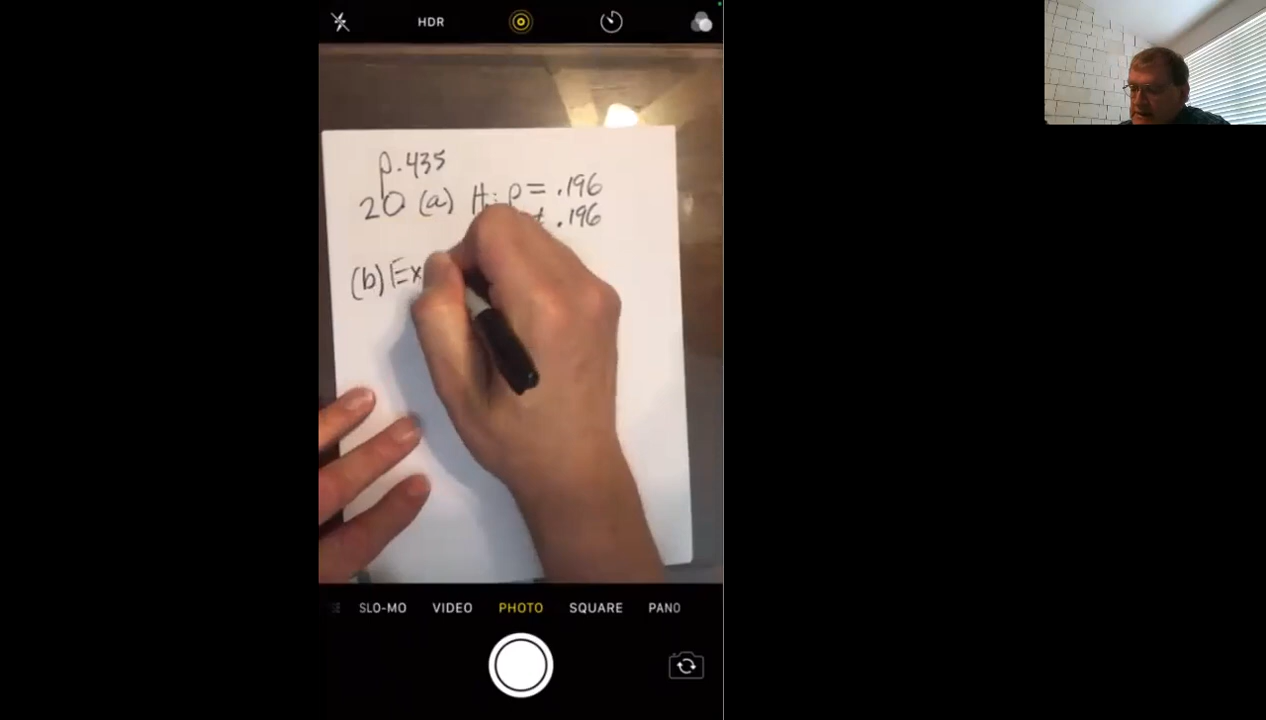 HDR
p.435
20 (a) H: p = .196
≠ .196
(b) Ex
SLO-MO VIDEO PHOTO SQUARE PANO